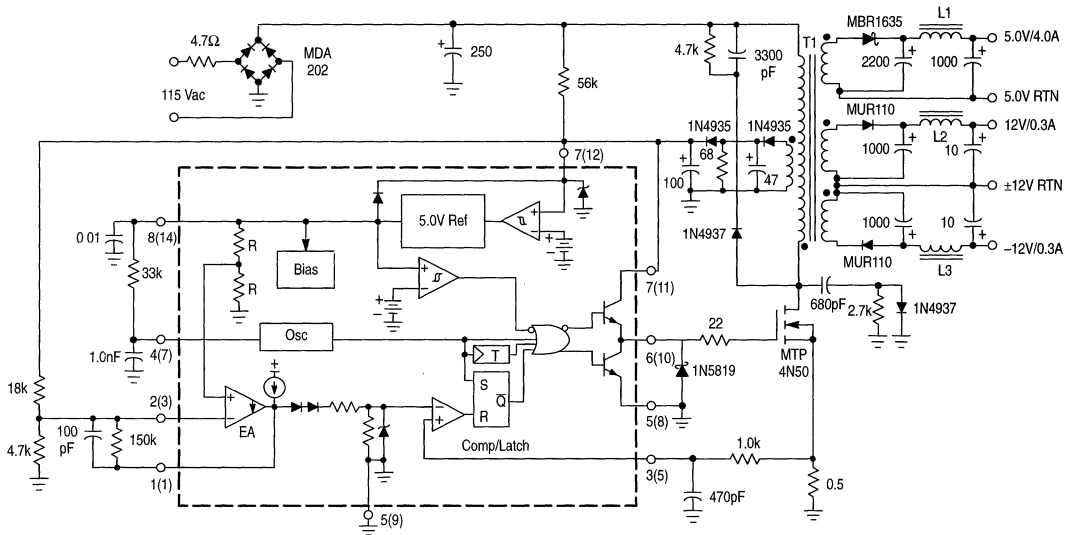 4.7Ω
MDA
202
115 Vac
250
56k
4.7k
3300
pF
T1
MBR1635
L1
5.0V/4.0A
2200
1000
5.0V RTN
MUR110
12V/0.3A
L2
1000
10
±12V RTN
1000
10
MUR110
L3
–12V/0.3A
1N4935
1N4935
68
100
47
7(12)
1N4937
680pF
2.7k
1N4937
0 01
8(14)
33k
R
R
Bias
5.0V Ref
7(11)
1.0nF
4(7)
Osc
T
S
Q
R
6(10)
22
1N5819
MTP
4N50
5(8)
18k
2(3)
EA
Comp/Latch
4.7k
100
pF
150k
1(1)
5(9)
3(5)
1.0k
470pF
0.5